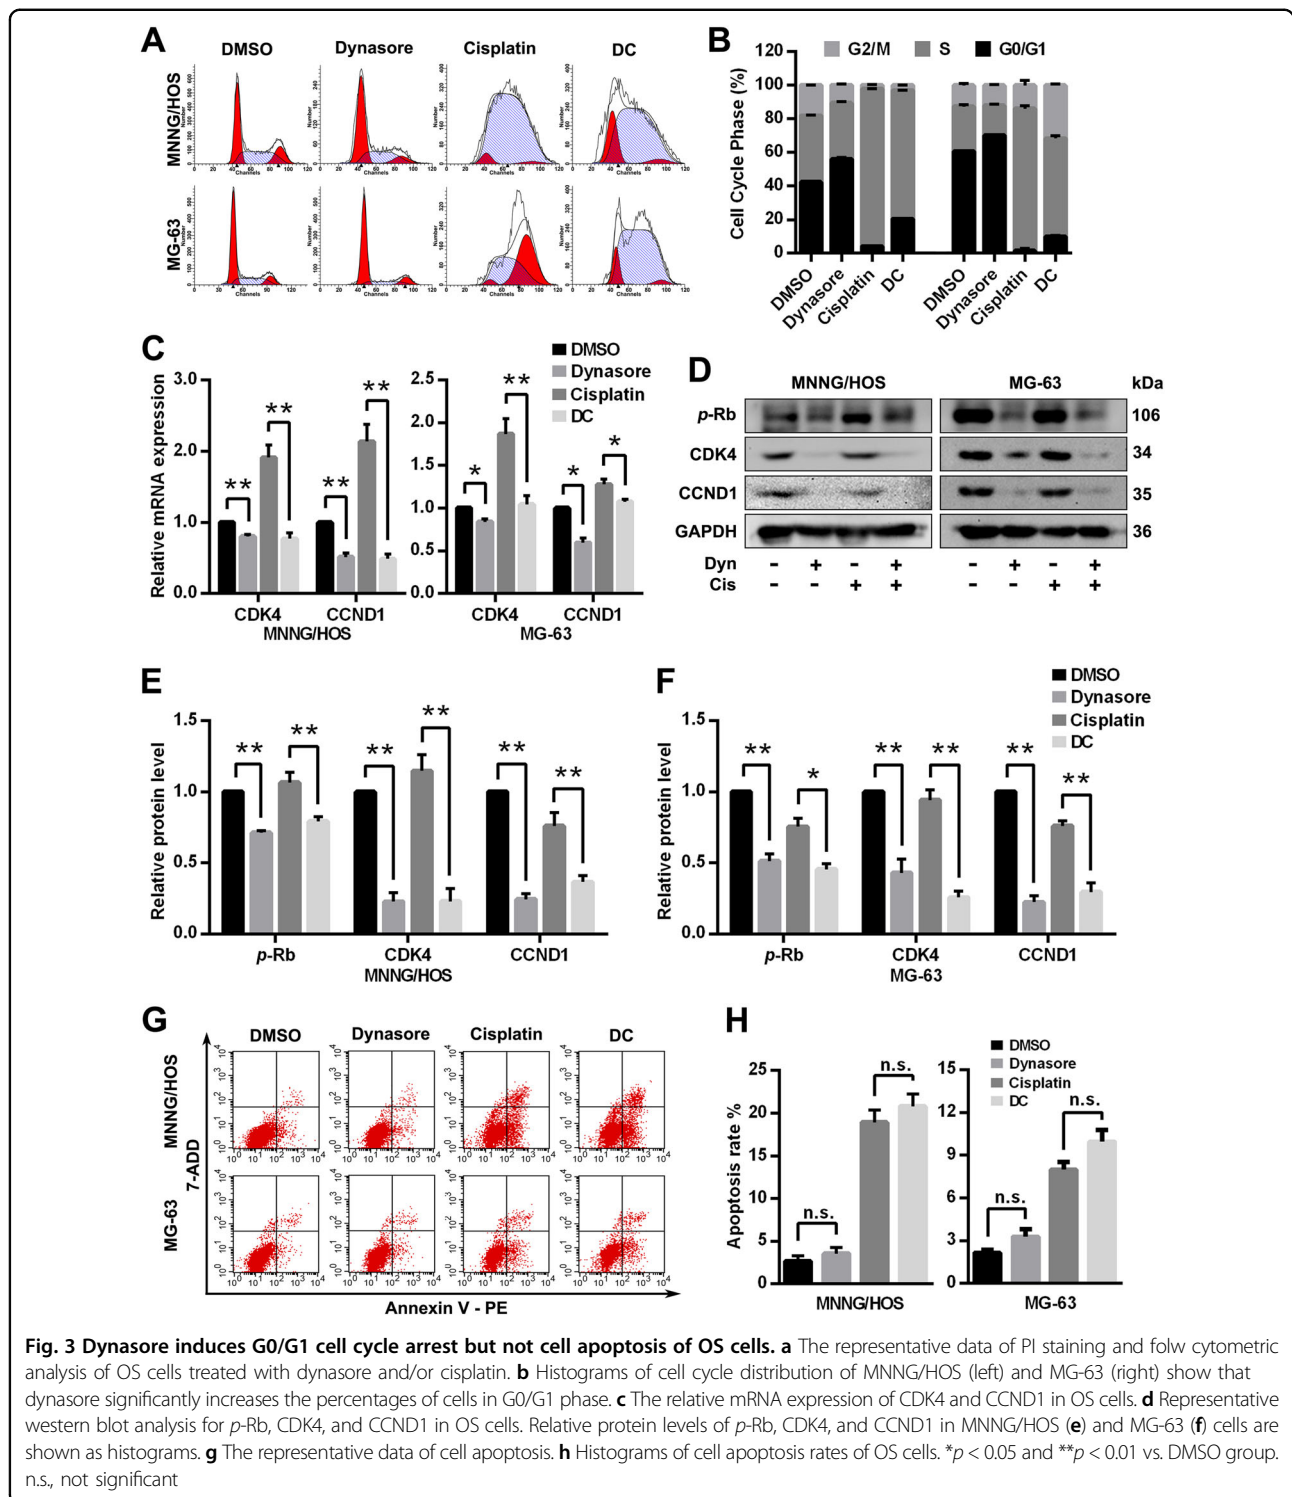 A
DMSO
Dynasore
Cisplatin
DC
MNNG/HOS
MG-63
Number
Channels
B
G2/M
S
G0/G1
Cell Cycle Phase (%)
120
100
80
60
40
20
0
DMSO
Dynasore
Cisplatin
DC
DMSO
Dynasore
Cisplatin
DC
C
DMSO
Dynasore
Cisplatin
DC
Relative mRNA expression
3.0
2.0
1.0
0.0
** ** ** **
CDK4 CCND1
MNNG/HOS
2.5
2.0
1.5
1.0
0.5
0.0
* ** * *
CDK4 CCND1
MG-63
D
MNNG/HOS MG-63 kDa
p-Rb 106
CDK4 34
CCND1 35
GAPDH 36
Dyn - + - + - + - +
Cis - - + + - - + +
E
Relative protein level
1.5
1.0
0.5
0.0
** ** ** ** ** **
p-Rb CDK4 CCND1
MNNG/HOS
F
DMSO
Dynasore
Cisplatin
DC
Relative protein level
1.5
1.0
0.5
0.0
** * ** ** ** **
p-Rb CDK4 CCND1
MG-63
G
DMSO Dynasore Cisplatin DC
MNNG/HOS
MG-63
7-ADD
10⁰ 10¹ 10² 10³ 10⁴
Annexin V - PE
H
DMSO
Dynasore
Cisplatin
DC
Apoptosis rate %
25
20
15
10
5
0
n.s. n.s.
MNNG/HOS
15
12
9
6
3
0
n.s. n.s.
MG-63
Fig. 3 Dynasore induces G0/G1 cell cycle arrest but not cell apoptosis of OS cells. a The representative data of PI staining and folw cytometric
analysis of OS cells treated with dynasore and/or cisplatin. b Histograms of cell cycle distribution of MNNG/HOS (left) and MG-63 (right) show that
dynasore significantly increases the percentages of cells in G0/G1 phase. c The relative mRNA expression of CDK4 and CCND1 in OS cells. d Representative
western blot analysis for p-Rb, CDK4, and CCND1 in OS cells. Relative protein levels of p-Rb, CDK4, and CCND1 in MNNG/HOS (e) and MG-63 (f) cells are
shown as histograms. g The representative data of cell apoptosis. h Histograms of cell apoptosis rates of OS cells. *p < 0.05 and **p < 0.01 vs. DMSO group.
n.s., not significant